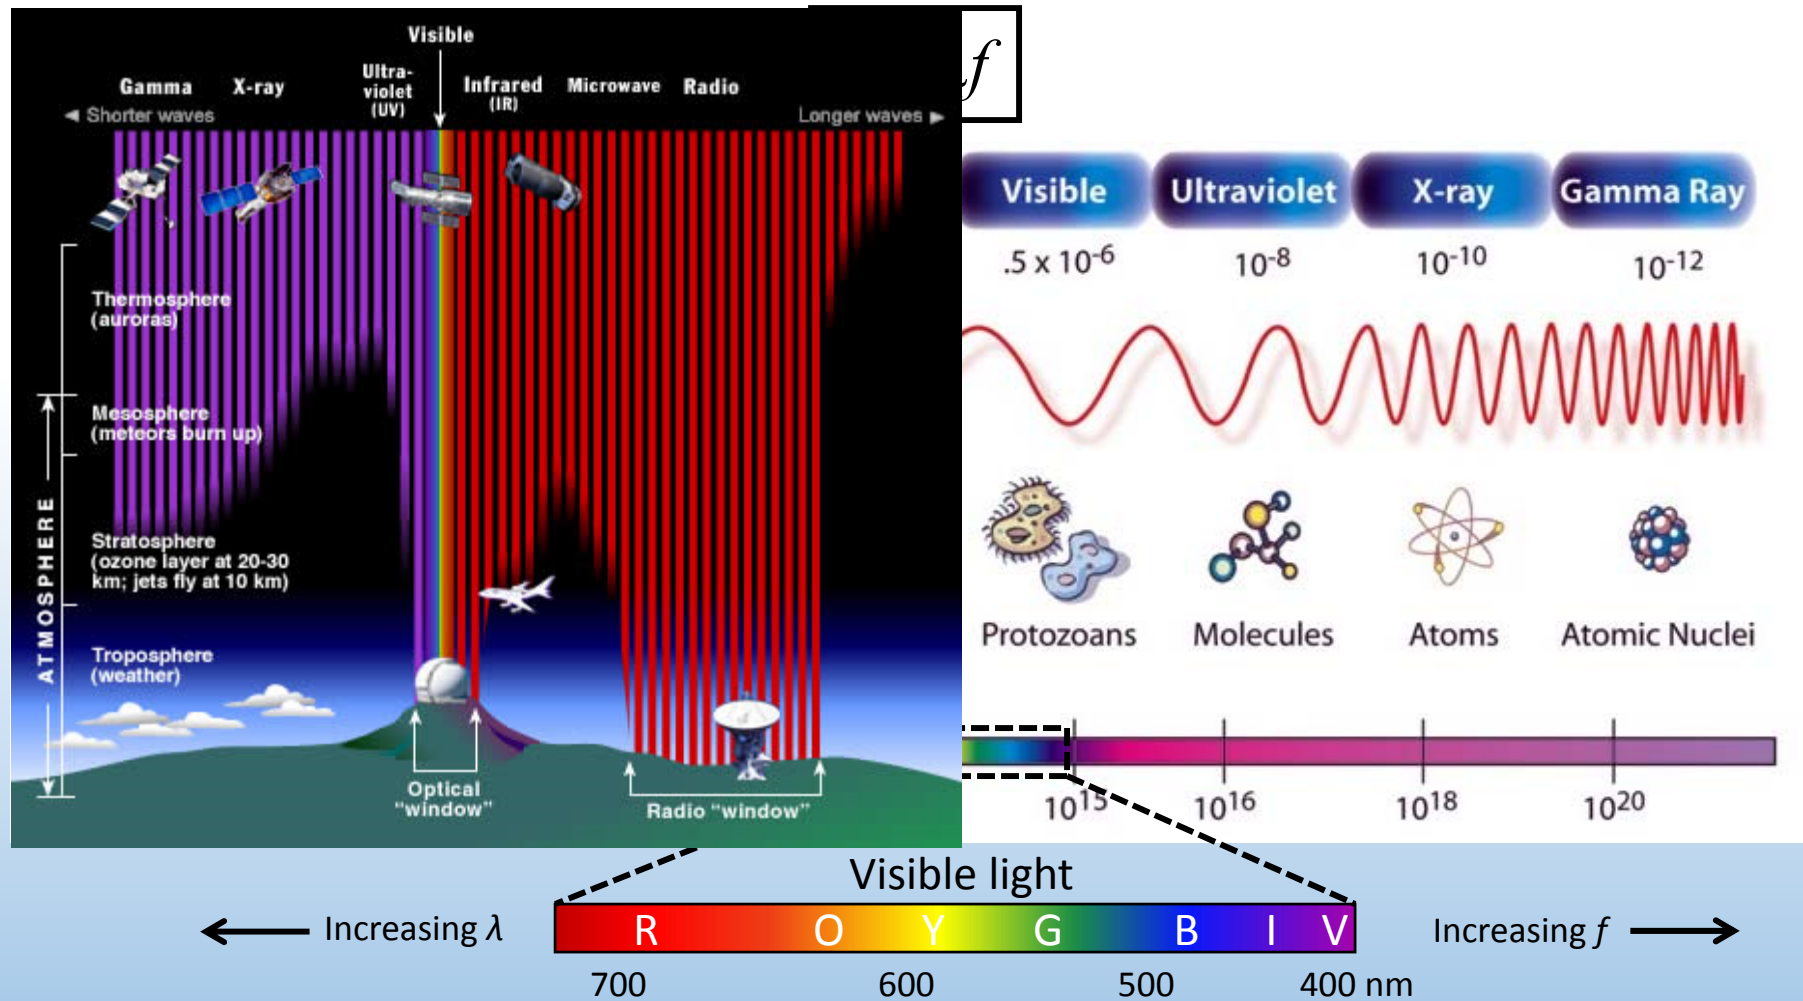 Visible
Gamma
X-ray
Ultra-
violet
(UV)
Infrared
(IR)
Microwave
Radio
Shorter waves
Longer waves
Thermosphere
(auroras)
Mesosphere
(meteors burn up)
Stratosphere
(ozone layer at 20-30
km; jets fly at 10 km)
Troposphere
(weather)
ATMOSPHERE
Optical
“window”
Radio “window”
f
Visible Ultraviolet X-ray Gamma Ray
.5 x 10⁻⁶ 10⁻⁸ 10⁻¹⁰ 10⁻¹²
Protozoans Molecules Atoms Atomic Nuclei
10¹⁵ 10¹⁶ 10¹⁸ 10²⁰
Visible light
Increasing λ
R O Y G B I V
Increasing f
700 600 500 400 nm